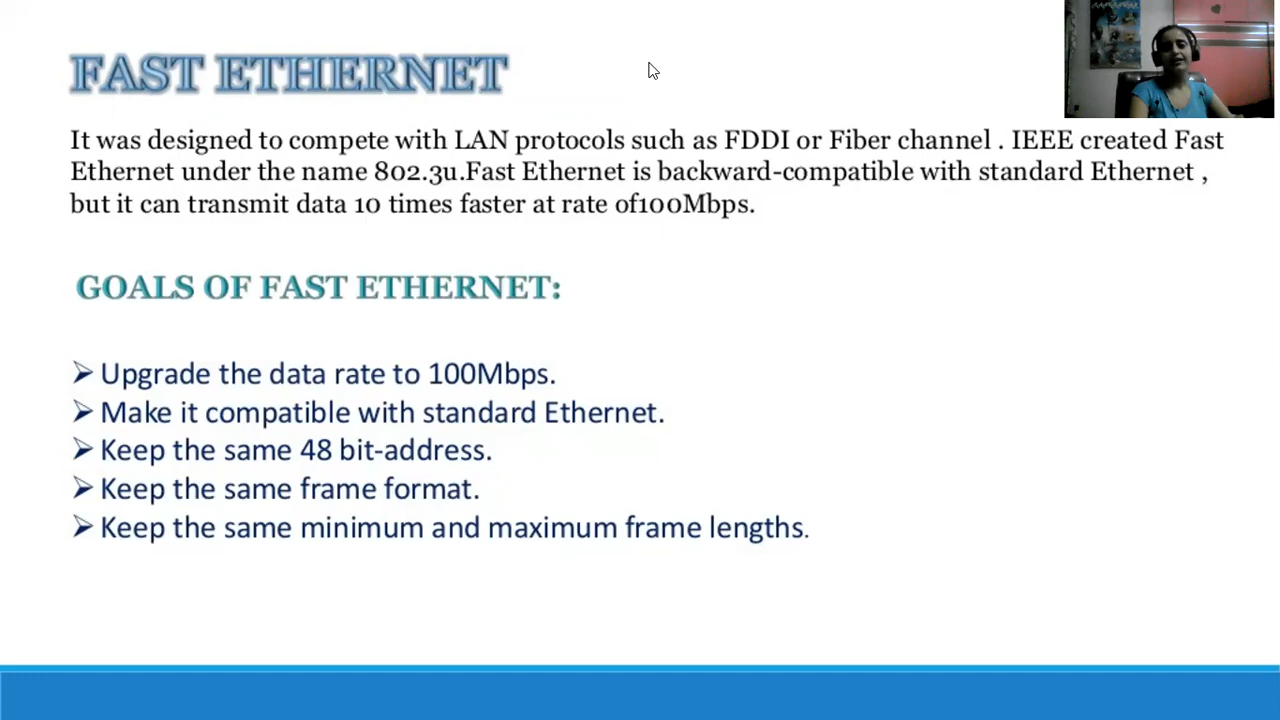 FAST ETHERNET
It was designed to compete with LAN protocols such as FDDI or Fiber channel . IEEE created Fast
Ethernet under the name 802.3u.Fast Ethernet is backward-compatible with standard Ethernet ,
but it can transmit data 10 times faster at rate of100Mbps.
GOALS OF FAST ETHERNET:
➢ Upgrade the data rate to 100Mbps.
➢ Make it compatible with standard Ethernet.
➢ Keep the same 48 bit-address.
➢ Keep the same frame format.
➢ Keep the same minimum and maximum frame lengths.